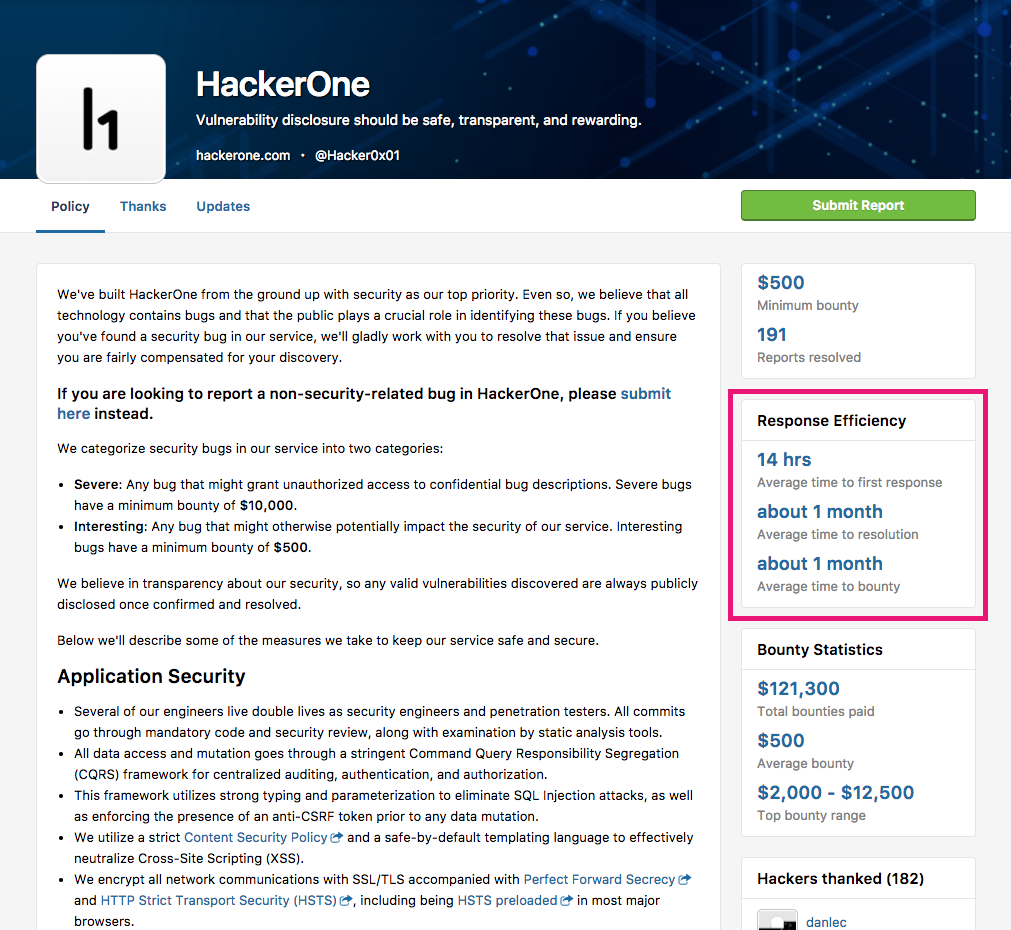 h1
HackerOne
Vulnerability disclosure should be safe, transparent, and rewarding.
hackerone.com • @Hacker0x01
Policy
Thanks
Updates
Submit Report
We've built HackerOne from the ground up with security as our top priority. Even so, we believe that all
technology contains bugs and that the public plays a crucial role in identifying these bugs. If you believe
you've found a security bug in our service, we'll gladly work with you to resolve that issue and ensure
you are fairly compensated for your discovery.
If you are looking to report a non-security-related bug in HackerOne, please submit
here instead.
We categorize security bugs in our service into two categories:
• Severe: Any bug that might grant unauthorized access to confidential bug descriptions. Severe bugs
have a minimum bounty of $10,000.
• Interesting: Any bug that might otherwise potentially impact the security of our service. Interesting
bugs have a minimum bounty of $500.
We believe in transparency about our security, so any valid vulnerabilities discovered are always publicly
disclosed once confirmed and resolved.
Below we'll describe some of the measures we take to keep our service safe and secure.
Application Security
• Several of our engineers live double lives as security engineers and penetration testers. All commits
go through mandatory code and security review, along with examination by static analysis tools.
• All data access and mutation goes through a stringent Command Query Responsibility Segregation
(CQRS) framework for centralized auditing, authentication, and authorization.
• This framework utilizes strong typing and parameterization to eliminate SQL Injection attacks, as well
as enforcing the presence of an anti-CSRF token prior to any data mutation.
• We utilize a strict Content Security Policy and a safe-by-default templating language to effectively
neutralize Cross-Site Scripting (XSS).
• We encrypt all network communications with SSL/TLS accompanied with Perfect Forward Secrecy
and HTTP Strict Transport Security (HSTS), including being HSTS preloaded in most major
browsers.
$500
Minimum bounty
191
Reports resolved
Response Efficiency
14 hrs
Average time to first response
about 1 month
Average time to resolution
about 1 month
Average time to bounty
Bounty Statistics
$121,300
Total bounties paid
$500
Average bounty
$2,000 - $12,500
Top bounty range
Hackers thanked (182)
danlec